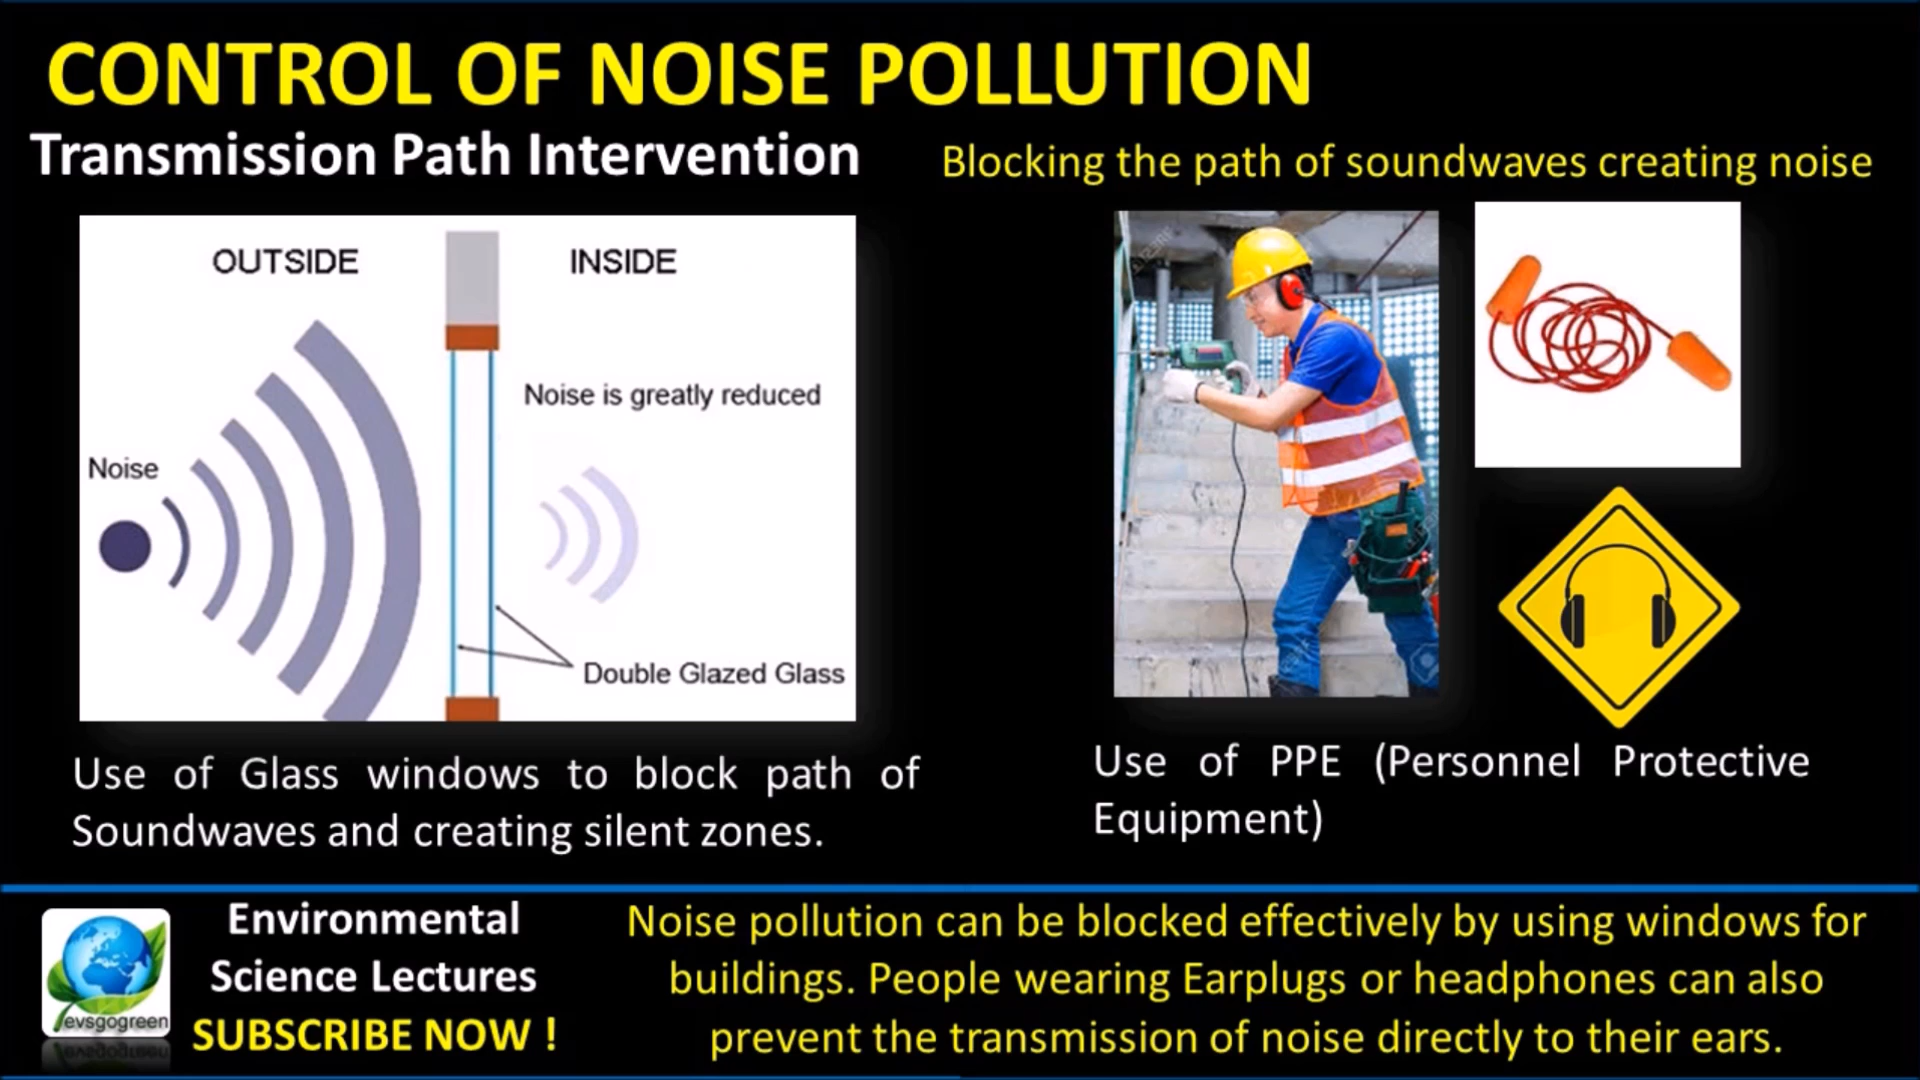 CONTROL OF NOISE POLLUTION
Transmission Path Intervention
Blocking the path of soundwaves creating noise
OUTSIDE
INSIDE
Noise is greatly reduced
Noise
Double Glazed Glass
Use of Glass windows to block path of
Soundwaves and creating silent zones.
Use of PPE (Personnel Protective
Equipment)
Environmental
Science Lectures
SUBSCRIBE NOW !
evsgogreen
Noise pollution can be blocked effectively by using windows for
buildings. People wearing Earplugs or headphones can also
prevent the transmission of noise directly to their ears.